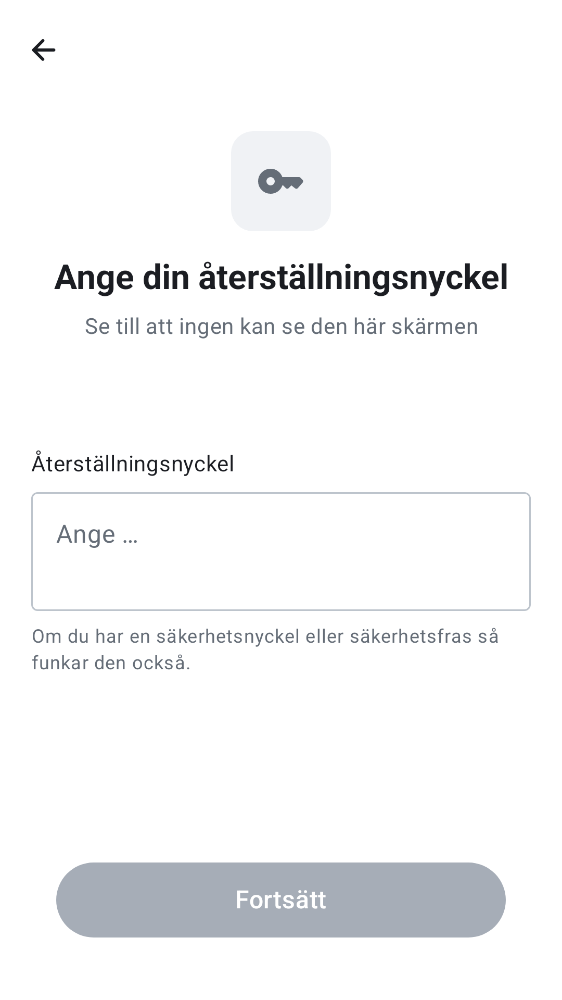 Ange din återställningsnyckel
Se till att ingen kan se den här skärmen
Återställningsnyckel
Ange …
Om du har en säkerhetsnyckel eller säkerhetsfras så
funkar den också.
Fortsätt